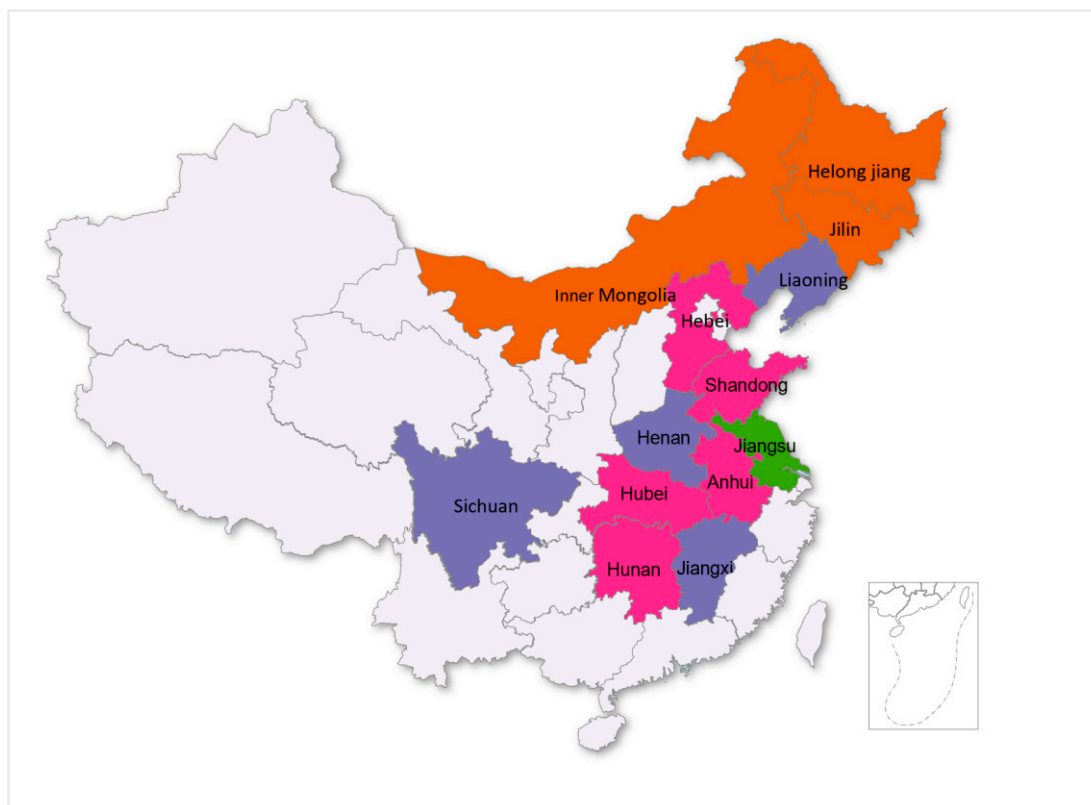 Helong jiang
Jilin
Liaoning
Inner Mongolia
Hebei
Shandong
Henan
Jiangsu
Anhui
Hubei
Sichuan
Hunan
Jiangxi